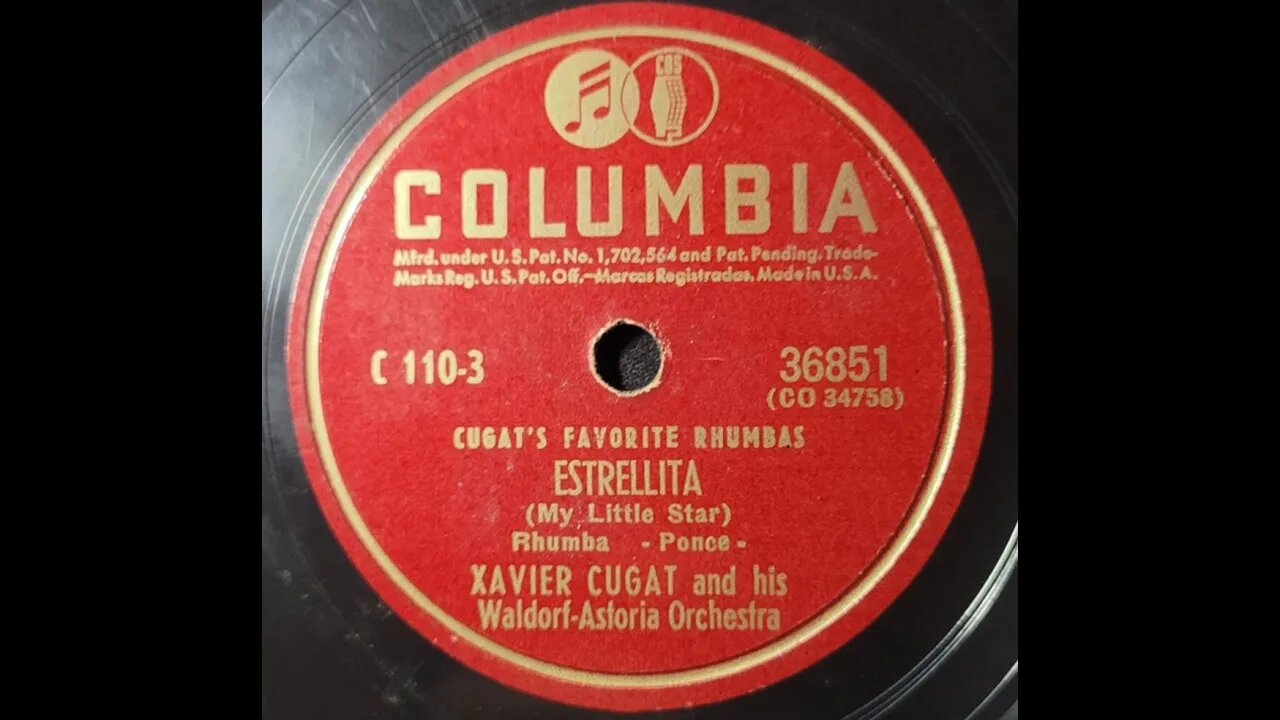 CBS
COLUMBIA
Mfrd. under U.S. Pat. No. 1,702,564 and Pat. Pending. Trade-
Marks Reg. U.S. Pat. Off.—Marcas Registradas. Made in U.S.A.
C 110-3
36851
(CO 34758)
CUGAT'S FAVORITE RHUMBAS
ESTRELLITA
(My Little Star)
Rhumba - Ponce -
XAVIER CUGAT and his
Waldorf-Astoria Orchestra